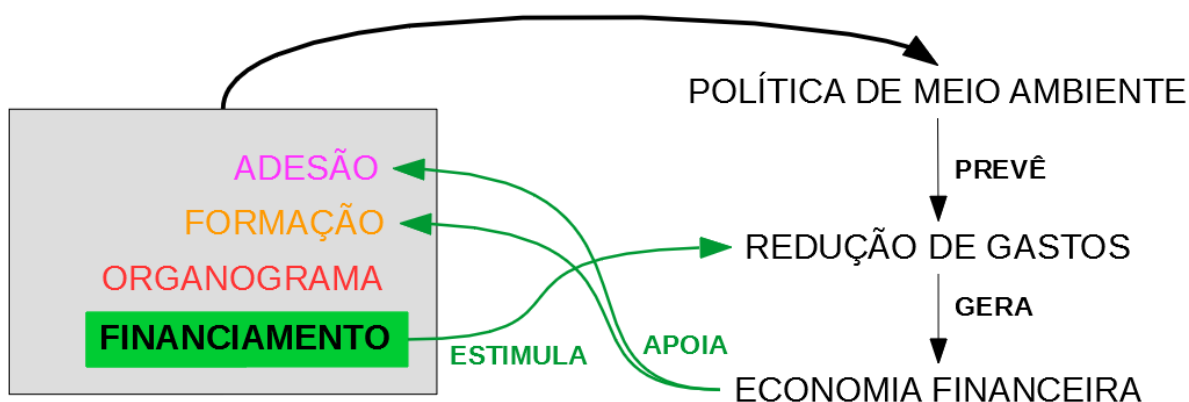 POLÍTICA DE MEIO AMBIENTE
ADESÃO
PREVÊ
FORMAÇÃO
REDUÇÃO DE GASTOS
ORGANOGRAMA
GERA
FINANCIAMENTO
ESTIMULA
APOIA
ECONOMIA FINANCEIRA